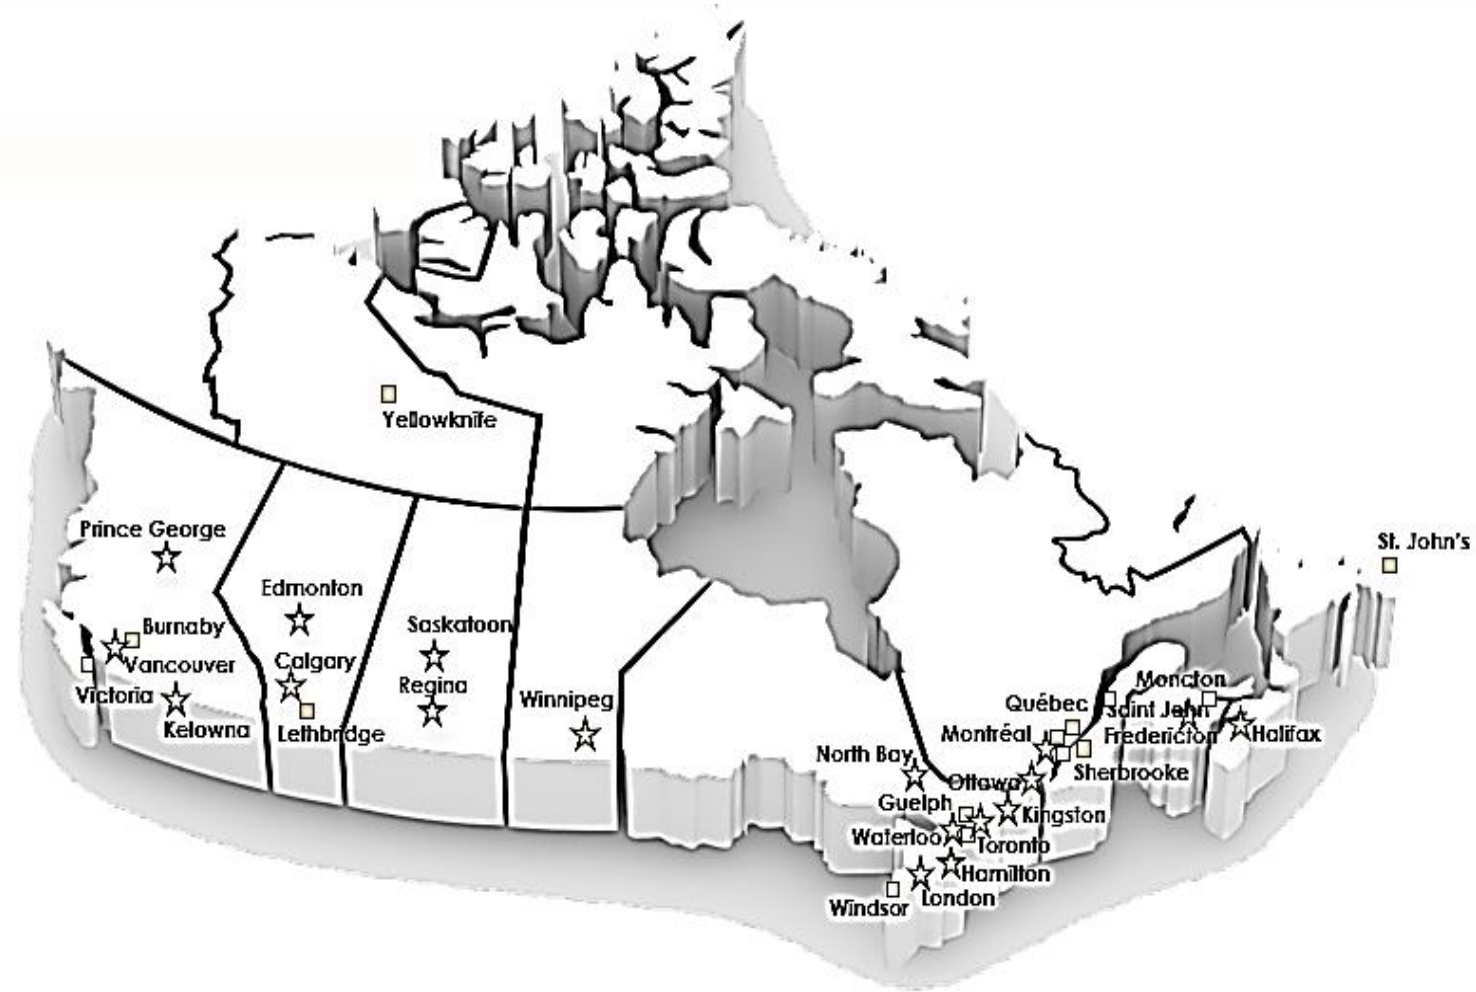 Yellowknife
Prince George
St. John's
Edmonton
Burnaby
Saskatoon
Vancouver
Calgary
Victoria
Regina
Kelowna
Lethbridge
Winnipeg
Moncton
Québec
Saint John
Montréal
Fredericton
Halifax
North Bay
Sherbrooke
Ottawa
Guelph
Kingston
Waterloo
Toronto
Hamilton
London
Windsor